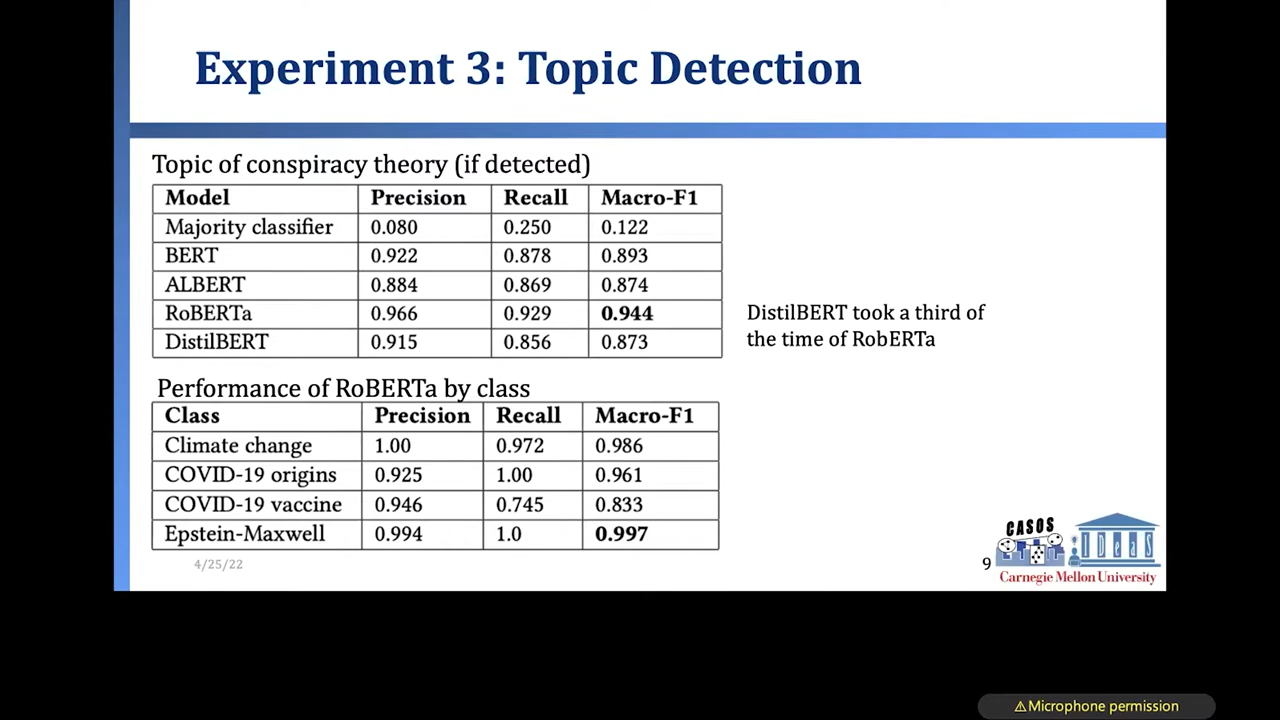 Experiment 3: Topic Detection
Topic of conspiracy theory (if detected)
Model Precision Recall Macro-F1
Majority classifier 0.080 0.250 0.122
BERT 0.922 0.878 0.893
ALBERT 0.884 0.869 0.874
RoBERTa 0.966 0.929 0.944
DistilBERT 0.915 0.856 0.873
DistilBERT took a third of
the time of RobERTa
Performance of RoBERTa by class
Class Precision Recall Macro-F1
Climate change 1.00 0.972 0.986
COVID-19 origins 0.925 1.00 0.961
COVID-19 vaccine 0.946 0.745 0.833
Epstein-Maxwell 0.994 1.0 0.997
4/25/22
9
CASOS
IDeaS
Carnegie Mellon University
⚠Microphone permission